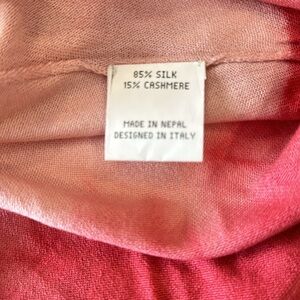 85% SILK
15% CASHMERE
MADE IN NEPAL
DESIGNED IN ITALY